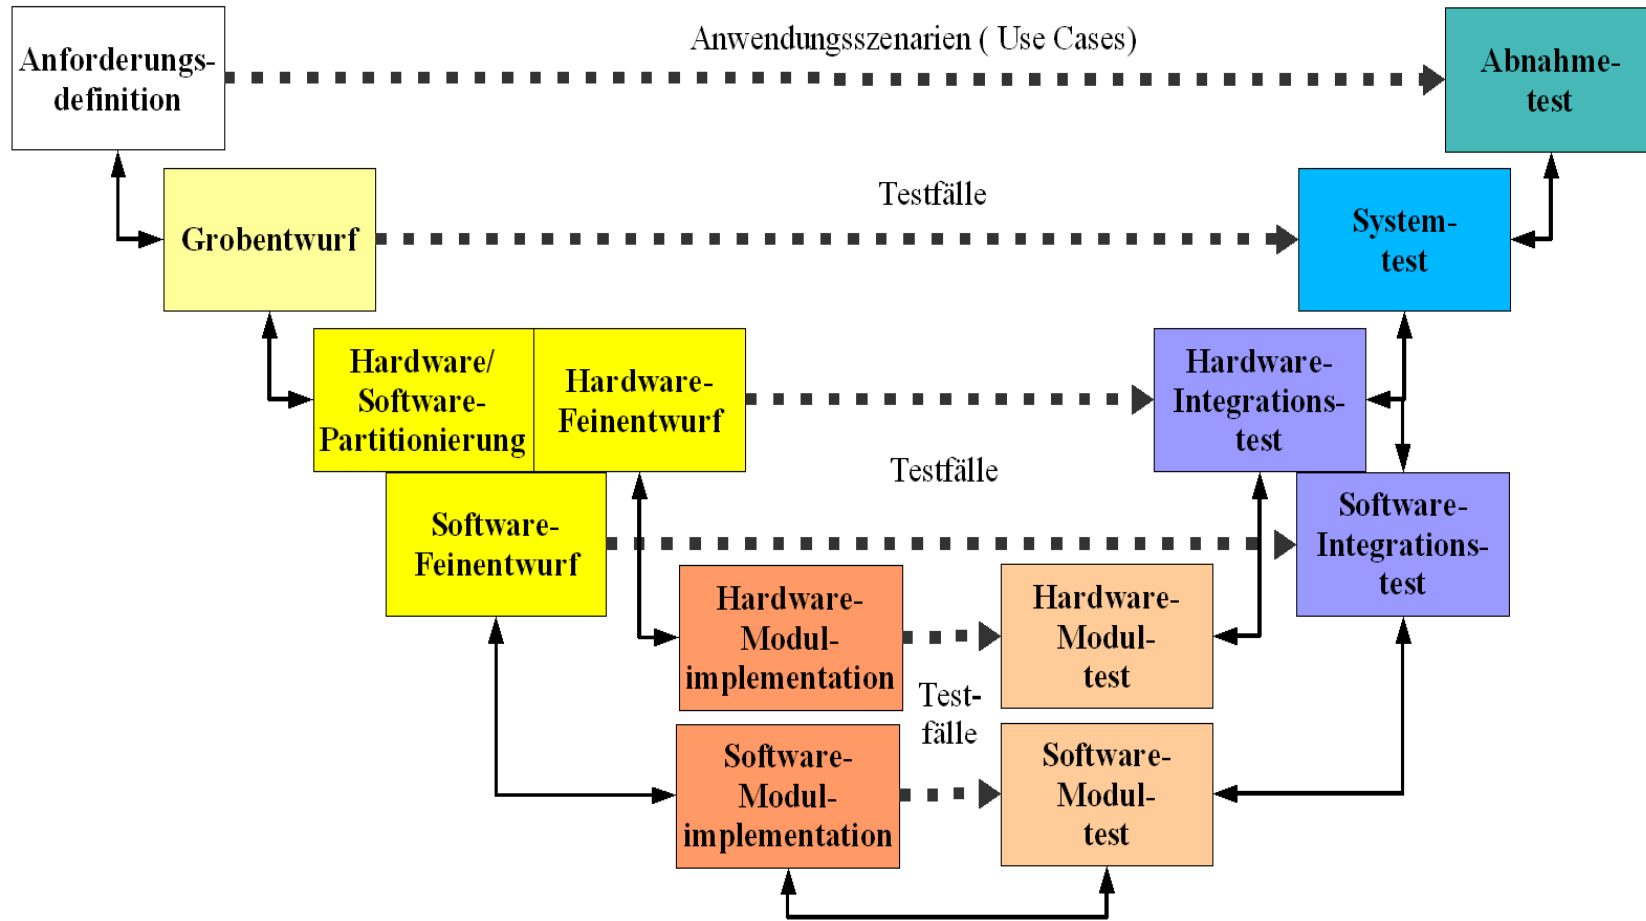 Anforderungs-
definition
Anwendungsszenarien ( Use Cases)
Abnahme-
test
Grobentwurf
Testfälle
System-
test
Hardware/
Software-
Partitionierung
Hardware-
Feinentwurf
Hardware-
Integrations-
test
Testfälle
Software-
Feinentwurf
Software-
Integrations-
test
Hardware-
Modul-
implementation
Hardware-
Modul-
test
Test-
fälle
Software-
Modul-
implementation
Software-
Modul-
test